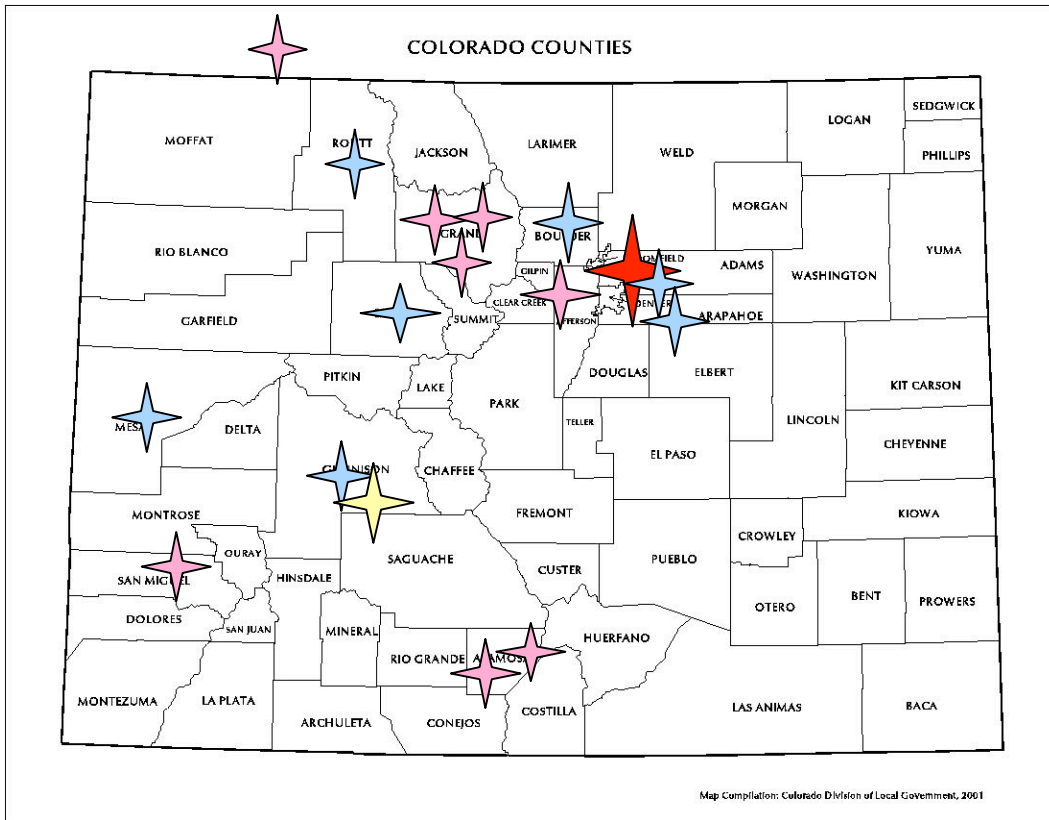 COLORADO COUNTIES
SEDGWICK
LOGAN
MOFFAT
JACKSON
LARIMER
WELD
PHILLIPS
MORGAN
YUMA
RIO BLANCO
ADAMS
WASHINGTON
GILPIN
CLEAR CREEK
ARAPAHOE
GARFIELD
SUMMIT
PITKIN
LAKE
DOUGLAS
ELBERT
KIT CARSON
PARK
TELLER
LINCOLN
DELTA
CHEYENNE
EL PASO
CHAFFEE
FREMONT
KIOWA
MONTROSE
CROWLEY
OURAY
SAGUACHE
PUEBLO
HINSDALE
CUSTER
BENT
PROWERS
OTERO
DOLORES
SAN JUAN
MINERAL
HUERFANO
RIO GRANDE
MONTEZUMA
LA PLATA
ARCHULETA
CONEJOS
COSTILLA
LAS ANIMAS
BACA
Map Compilation: Colorado Division of Local Government, 2001